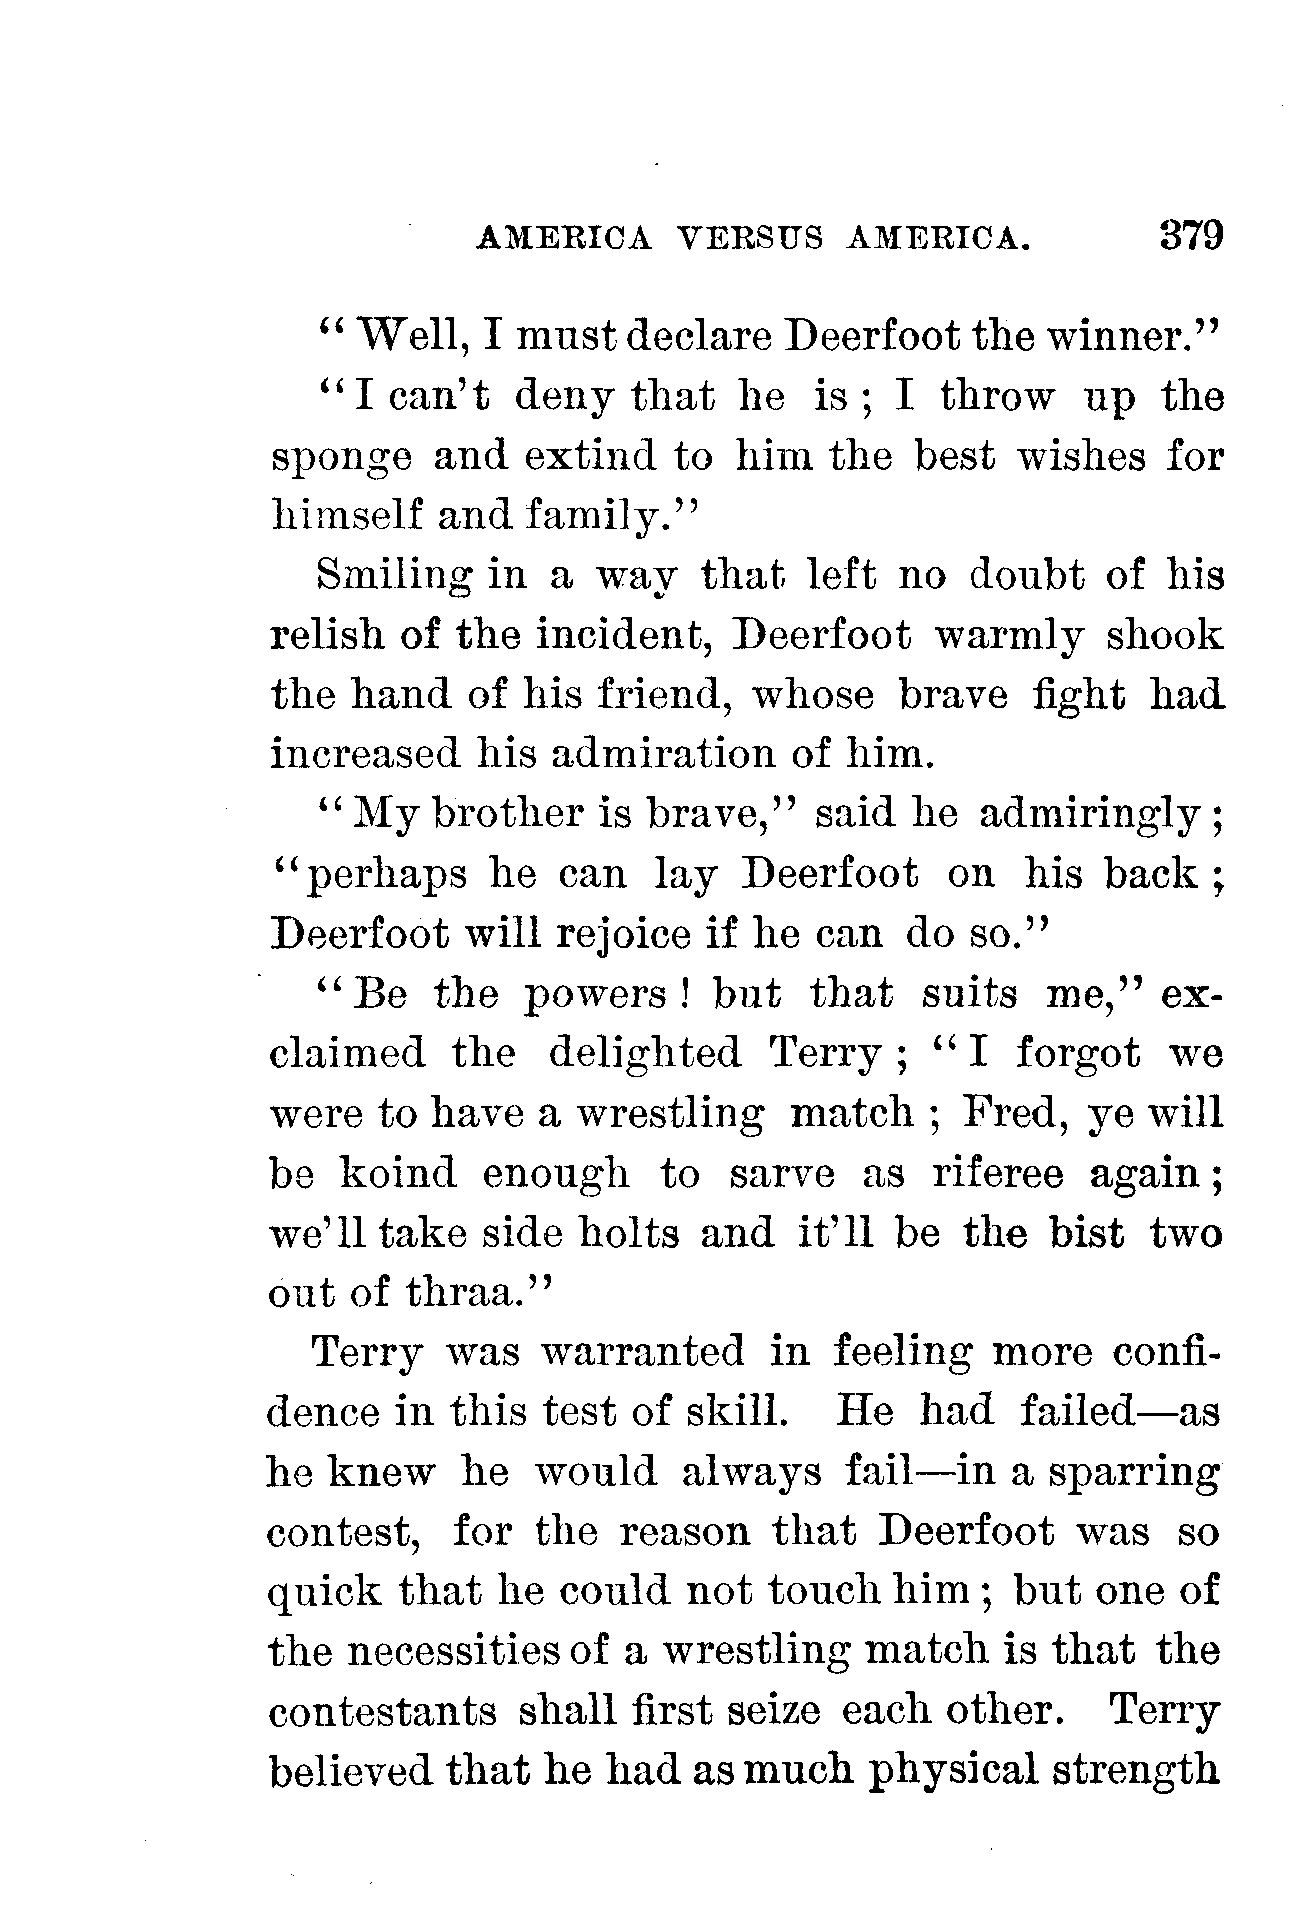 AMERICA VERSUS AMERICA. 379
“Well, I must declare Deerfoot the winner.”
“I can’t deny that he is ; I throw up the
sponge and extind to him the best wishes for
himself and family.”
Smiling in a way that left no doubt of his
relish of the incident, Deerfoot warmly shook
the hand of his friend, whose brave fight had
increased his admiration of him.
“My brother is brave,” said he admiringly ;
“perhaps he can lay Deerfoot on his back ;
Deerfoot will rejoice if he can do so.”
“Be the powers ! but that suits me,” ex-
claimed the delighted Terry ; “I forgot we
were to have a wrestling match ; Fred, ye will
be koind enough to sarve as riferee again ;
we’ll take side holts and it’ll be the bist two
out of thraa.”
Terry was warranted in feeling more confi-
dence in this test of skill. He had failed—as
he knew he would always fail—in a sparring
contest, for the reason that Deerfoot was so
quick that he could not touch him ; but one of
the necessities of a wrestling match is that the
contestants shall first seize each other. Terry
believed that he had as much physical strength